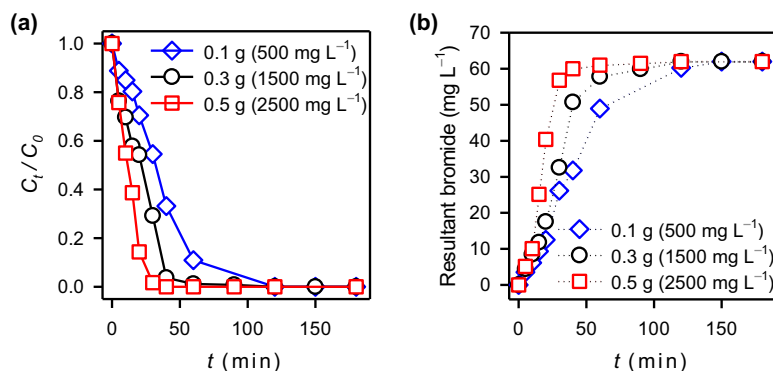 (a)
C_t / C_0
1.0
0.8
0.6
0.4
0.2
0.0
0.1 g (500 mg L⁻¹)
0.3 g (1500 mg L⁻¹)
0.5 g (2500 mg L⁻¹)
0 50 100 150
t (min)
(b)
Resultant bromide (mg L⁻¹)
70
60
50
40
30
20
10
0
0.1 g (500 mg L⁻¹)
0.3 g (1500 mg L⁻¹)
0.5 g (2500 mg L⁻¹)
0 50 100 150
t (min)